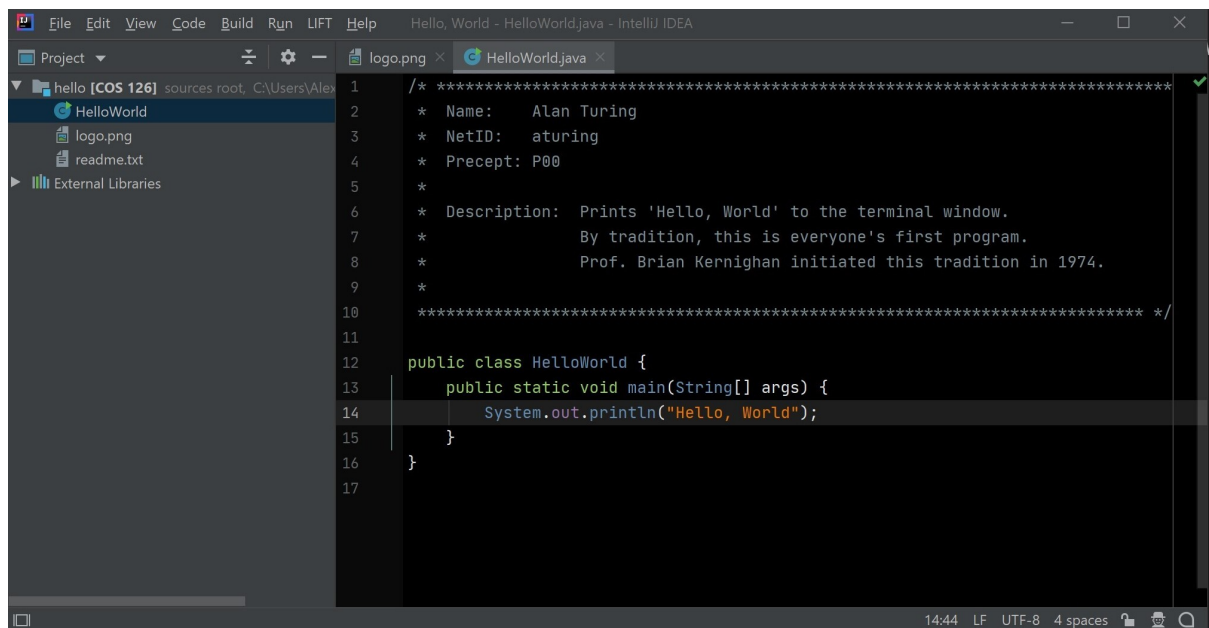 File Edit View Code Build Run LIFT Help Hello, World - HelloWorld.java - IntelliJ IDEA
Project
logo.png HelloWorld.java
hello [COS 126] sources root, C:\Users\Alex
HelloWorld
logo.png
readme.txt
External Libraries
1 /* *****************************************************************************
2  *  Name:    Alan Turing
3  *  NetID:   aturing
4  *  Precept: P00
5  *
6  *  Description:  Prints 'Hello, World' to the terminal window.
7  *                By tradition, this is everyone's first program.
8  *                Prof. Brian Kernighan initiated this tradition in 1974.
9  *
10  **************************************************************************** */
11
12 public class HelloWorld {
13     public static void main(String[] args) {
14         System.out.println("Hello, World");
15     }
16 }
17
14:44 LF UTF-8 4 spaces